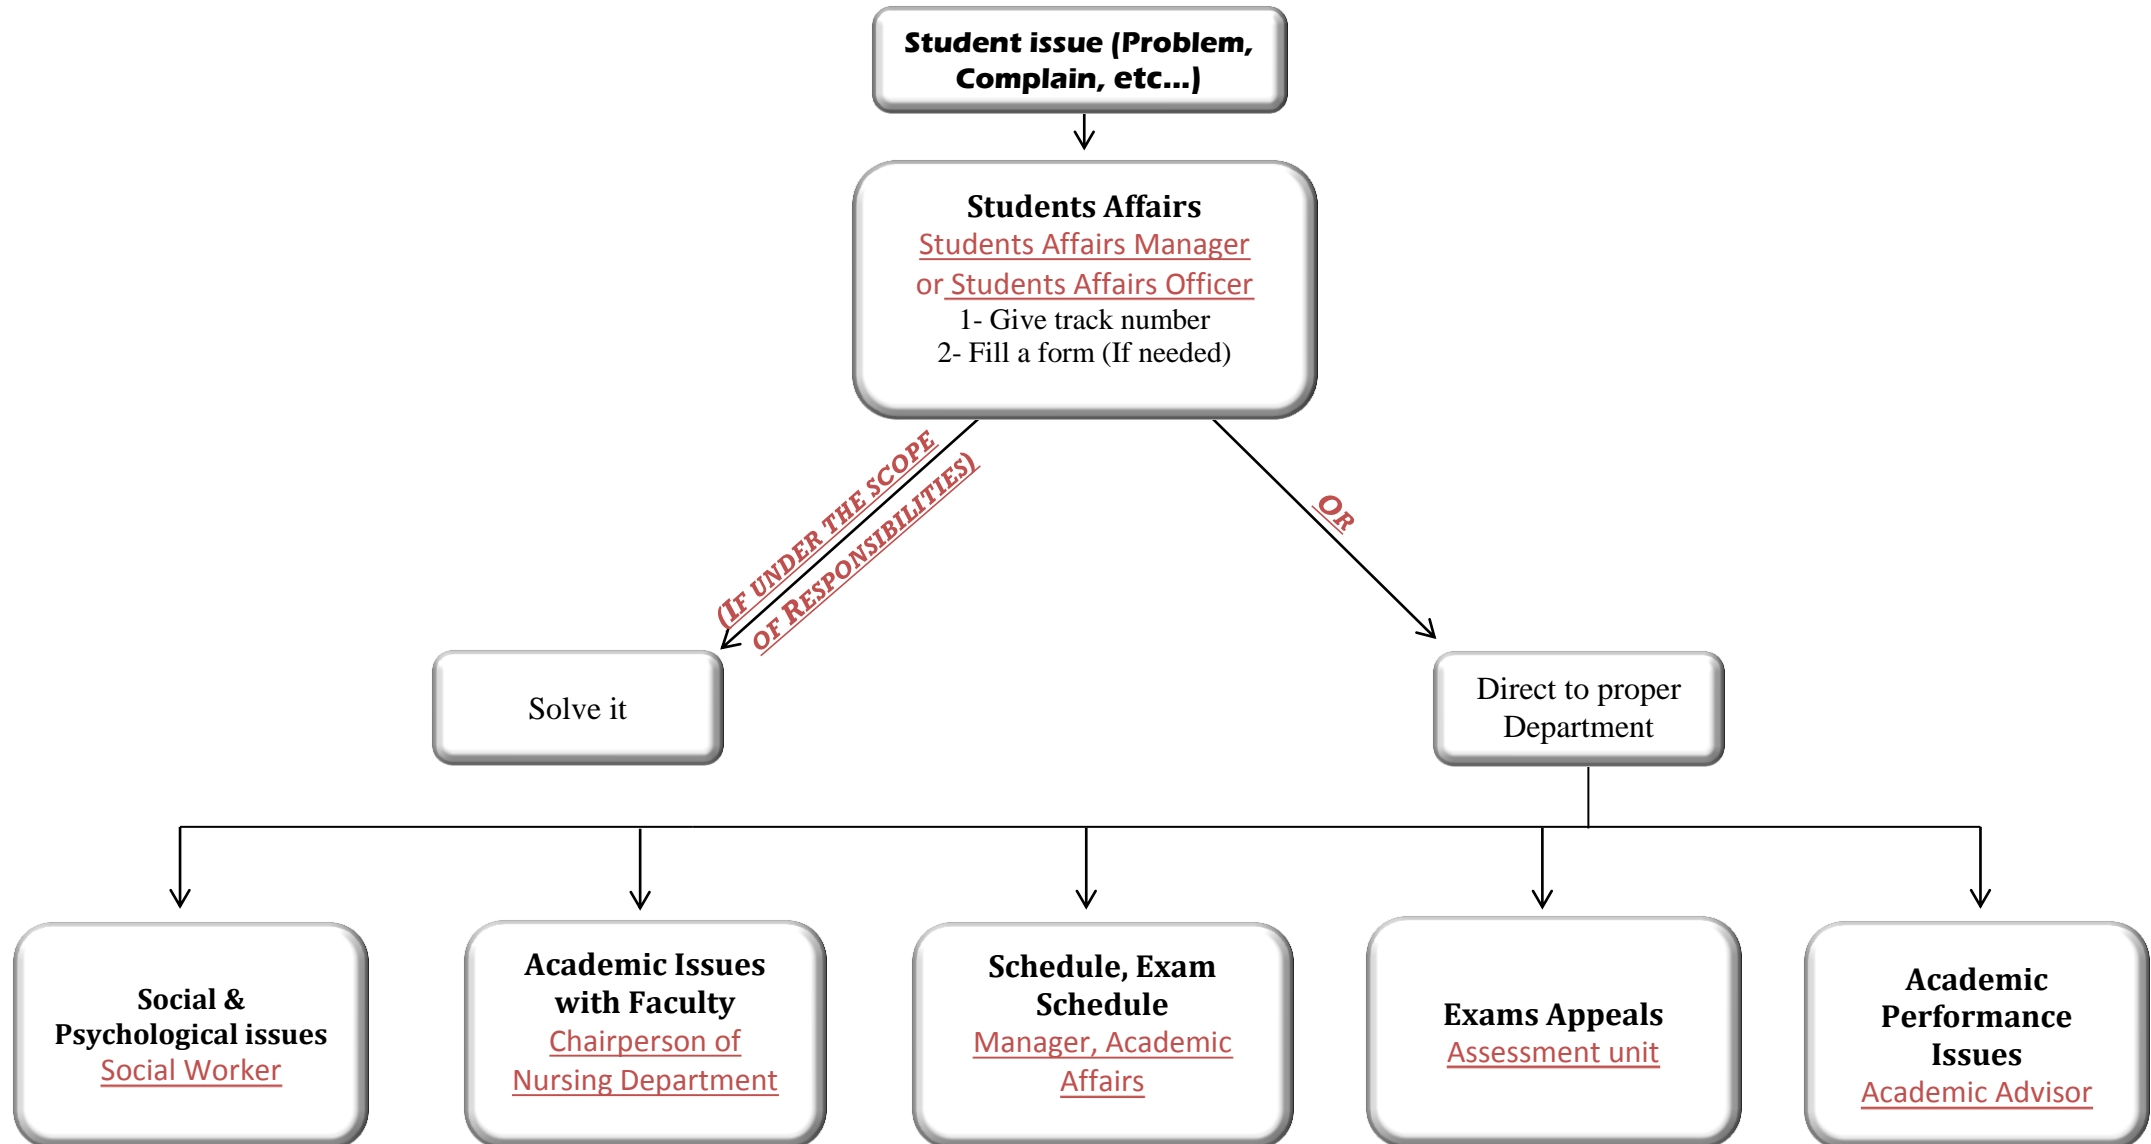 Student issue (Problem,
Complain, etc...)
Students Affairs
Students Affairs Manager
or Students Affairs Officer
1- Give track number
2- Fill a form (If needed)
(If under the scope
of Responsibilities)
Or
Solve it
Direct to proper
Department
Social &
Psychological issues
Social Worker
Academic Issues
with Faculty
Chairperson of
Nursing Department
Schedule, Exam
Schedule
Manager, Academic
Affairs
Exams Appeals
Assessment unit
Academic
Performance
Issues
Academic Advisor